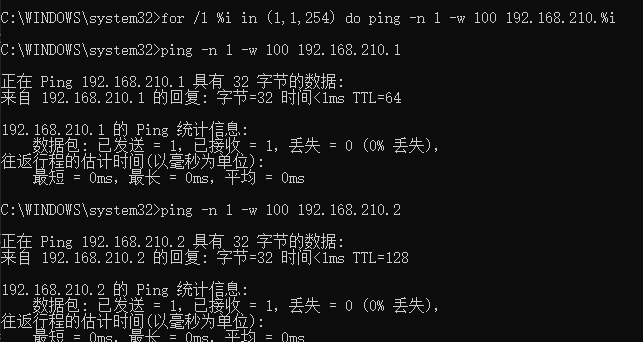 C:\WINDOWS\system32>for /l %i in (1,1,254) do ping -n 1 -w 100 192.168.210.%i
C:\WINDOWS\system32>ping -n 1 -w 100 192.168.210.1
正在 Ping 192.168.210.1 具有 32 字节的数据:
来自 192.168.210.1 的回复: 字节=32 时间<1ms TTL=64
192.168.210.1 的 Ping 统计信息:
数据包: 已发送 = 1，已接收 = 1，丢失 = 0 (0% 丢失)，
往返行程的估计时间(以毫秒为单位):
最短 = 0ms，最长 = 0ms，平均 = 0ms
C:\WINDOWS\system32>ping -n 1 -w 100 192.168.210.2
正在 Ping 192.168.210.2 具有 32 字节的数据:
来自 192.168.210.2 的回复: 字节=32 时间<1ms TTL=128
192.168.210.2 的 Ping 统计信息:
数据包: 已发送 = 1，已接收 = 1，丢失 = 0 (0% 丢失)，
往返行程的估计时间(以毫秒为单位):
最短 = 0ms，最长 = 0ms，平均 = 0ms